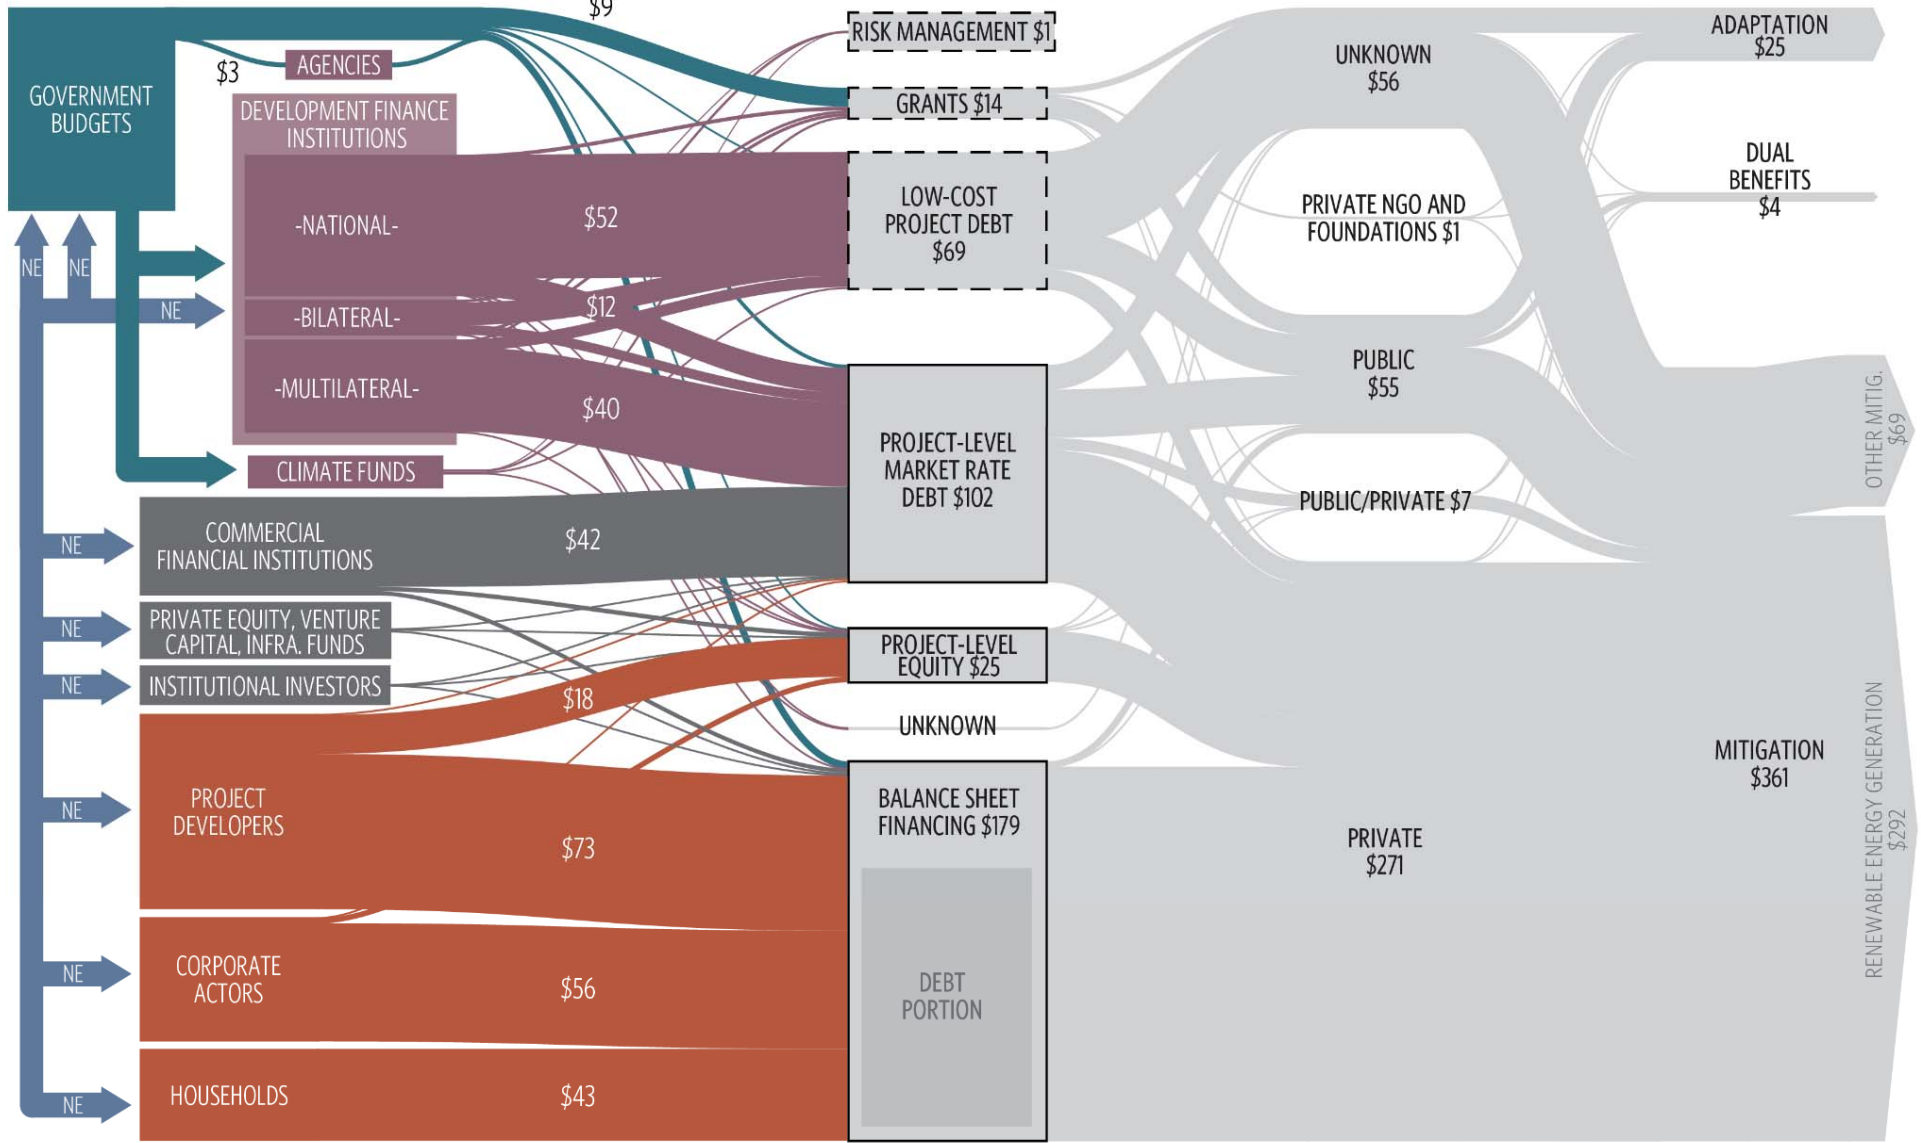 GOVERNMENT
BUDGETS
$3
$9
AGENCIES
DEVELOPMENT FINANCE
INSTITUTIONS
-NATIONAL-
$52
-BILATERAL-
$12
-MULTILATERAL-
$40
CLIMATE FUNDS
NE
NE
NE
NE
COMMERCIAL
FINANCIAL INSTITUTIONS
$42
NE
PRIVATE EQUITY, VENTURE
CAPITAL, INFRA. FUNDS
NE
INSTITUTIONAL INVESTORS
$18
NE
PROJECT
DEVELOPERS
$73
NE
CORPORATE
ACTORS
$56
NE
HOUSEHOLDS
$43
RISK MANAGEMENT $1
GRANTS $14
LOW-COST
PROJECT DEBT
$69
PROJECT-LEVEL
MARKET RATE
DEBT $102
PROJECT-LEVEL
EQUITY $25
UNKNOWN
BALANCE SHEET
FINANCING $179
DEBT
PORTION
UNKNOWN
$56
PRIVATE NGO AND
FOUNDATIONS $1
PUBLIC
$55
PUBLIC/PRIVATE $7
PRIVATE
$271
ADAPTATION
$25
DUAL
BENEFITS
$4
MITIGATION
$361
OTHER MITIG.
$69
RENEWABLE ENERGY GENERATION
$292